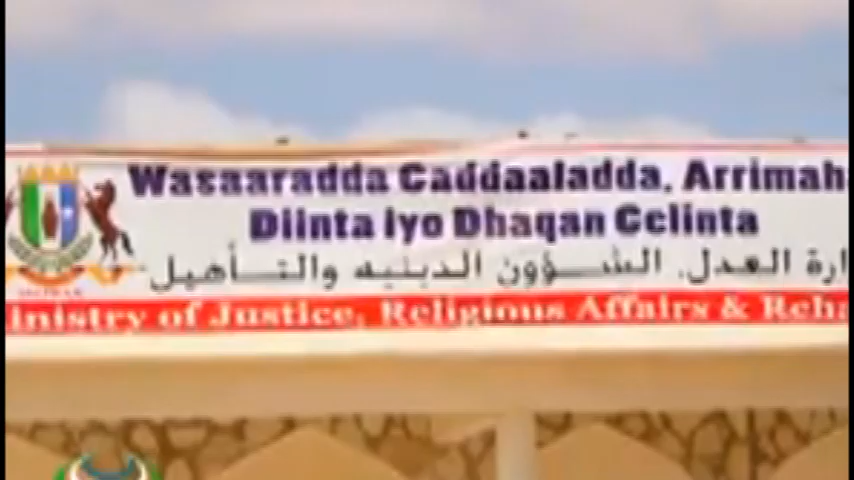 Wasaaradda Caddaaladda, Arrimaha
Diinta Iyo Dhaqan Celinta
ارة العدل. الشؤون الدينيه والتأهيل
inistry of Justice, Religious Affairs & Reha